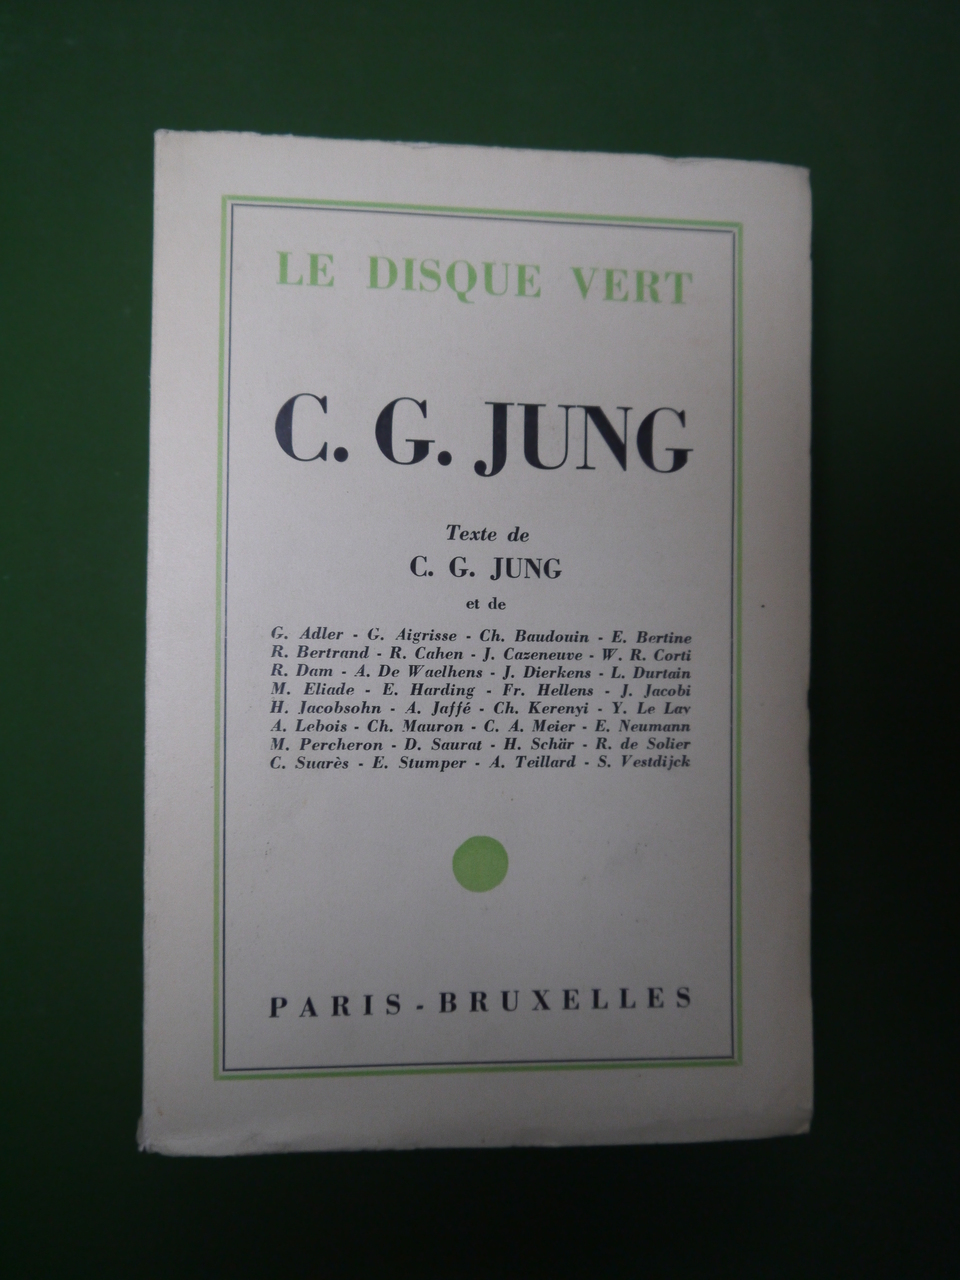 LE DISQUE VERT
C. G. JUNG
Texte de
C. G. JUNG
et de
G. Adler - G. Aigrisse - Ch. Baudouin - E. Bertine
R. Bertrand - R. Cahen - J. Cazeneuve - W. R. Corti
R. Dam - A. De Waelhens - J. Dierkens - L. Durtain
M. Eliade - E. Harding - Fr. Hellens - J. Jacobi
H. Jacobsohn - A. Jaffé - Ch. Kerenyi - Y. Le Lay
A. Lebois - Ch. Mauron - C. A. Meier - E. Neumann
M. Percheron - D. Saurat - H. Schär - R. de Solier
C. Suarès - E. Stumper - A. Teillard - S. Vestdijck
PARIS - BRUXELLES